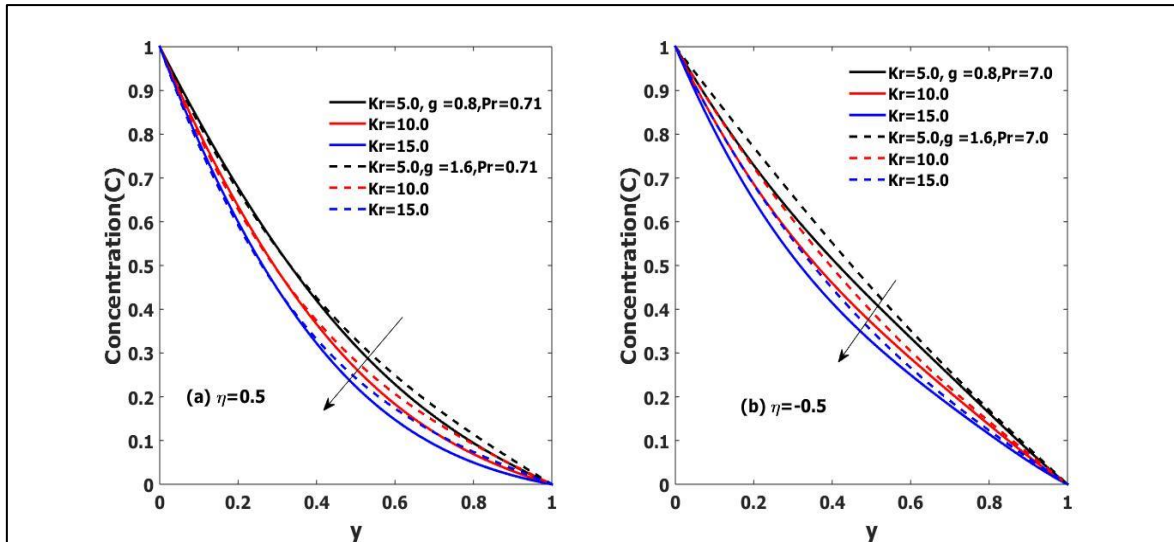 Concentration(C)
1
0.9
0.8
0.7
0.6
0.5
0.4
0.3
0.2
0.1
0
Kr=5.0, g =0.8,Pr=0.71
Kr=10.0
Kr=15.0
Kr=5.0,g =1.6,Pr=0.71
Kr=10.0
Kr=15.0
(a) η=0.5
0 0.2 0.4 0.6 0.8 1
y
Concentration(C)
1
0.9
0.8
0.7
0.6
0.5
0.4
0.3
0.2
0.1
0
Kr=5.0, g =0.8,Pr=7.0
Kr=10.0
Kr=15.0
Kr=5.0,g =1.6,Pr=7.0
Kr=10.0
Kr=15.0
(b) η=-0.5
0 0.2 0.4 0.6 0.8 1
y